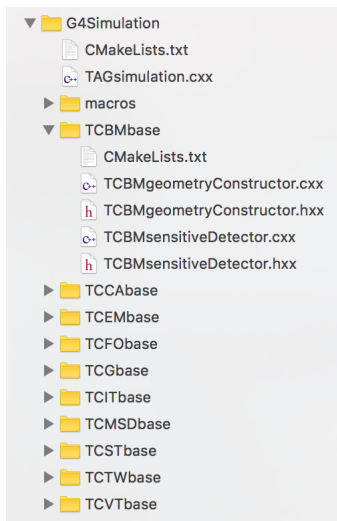 G4Simulation
CMakeLists.txt
TAGsimulation.cxx
macros
TCBMbase
CMakeLists.txt
C++ TCBMgeometryConstructor.cxx
h TCBMgeometryConstructor.hxx
C++ TCBMsensitiveDetector.cxx
h TCBMsensitiveDetector.hxx
TCCAbase
TCEMbase
TCFObase
TCGbase
TCITbase
TCMSDbase
TCSTbase
TCTWbase
TCVTbase